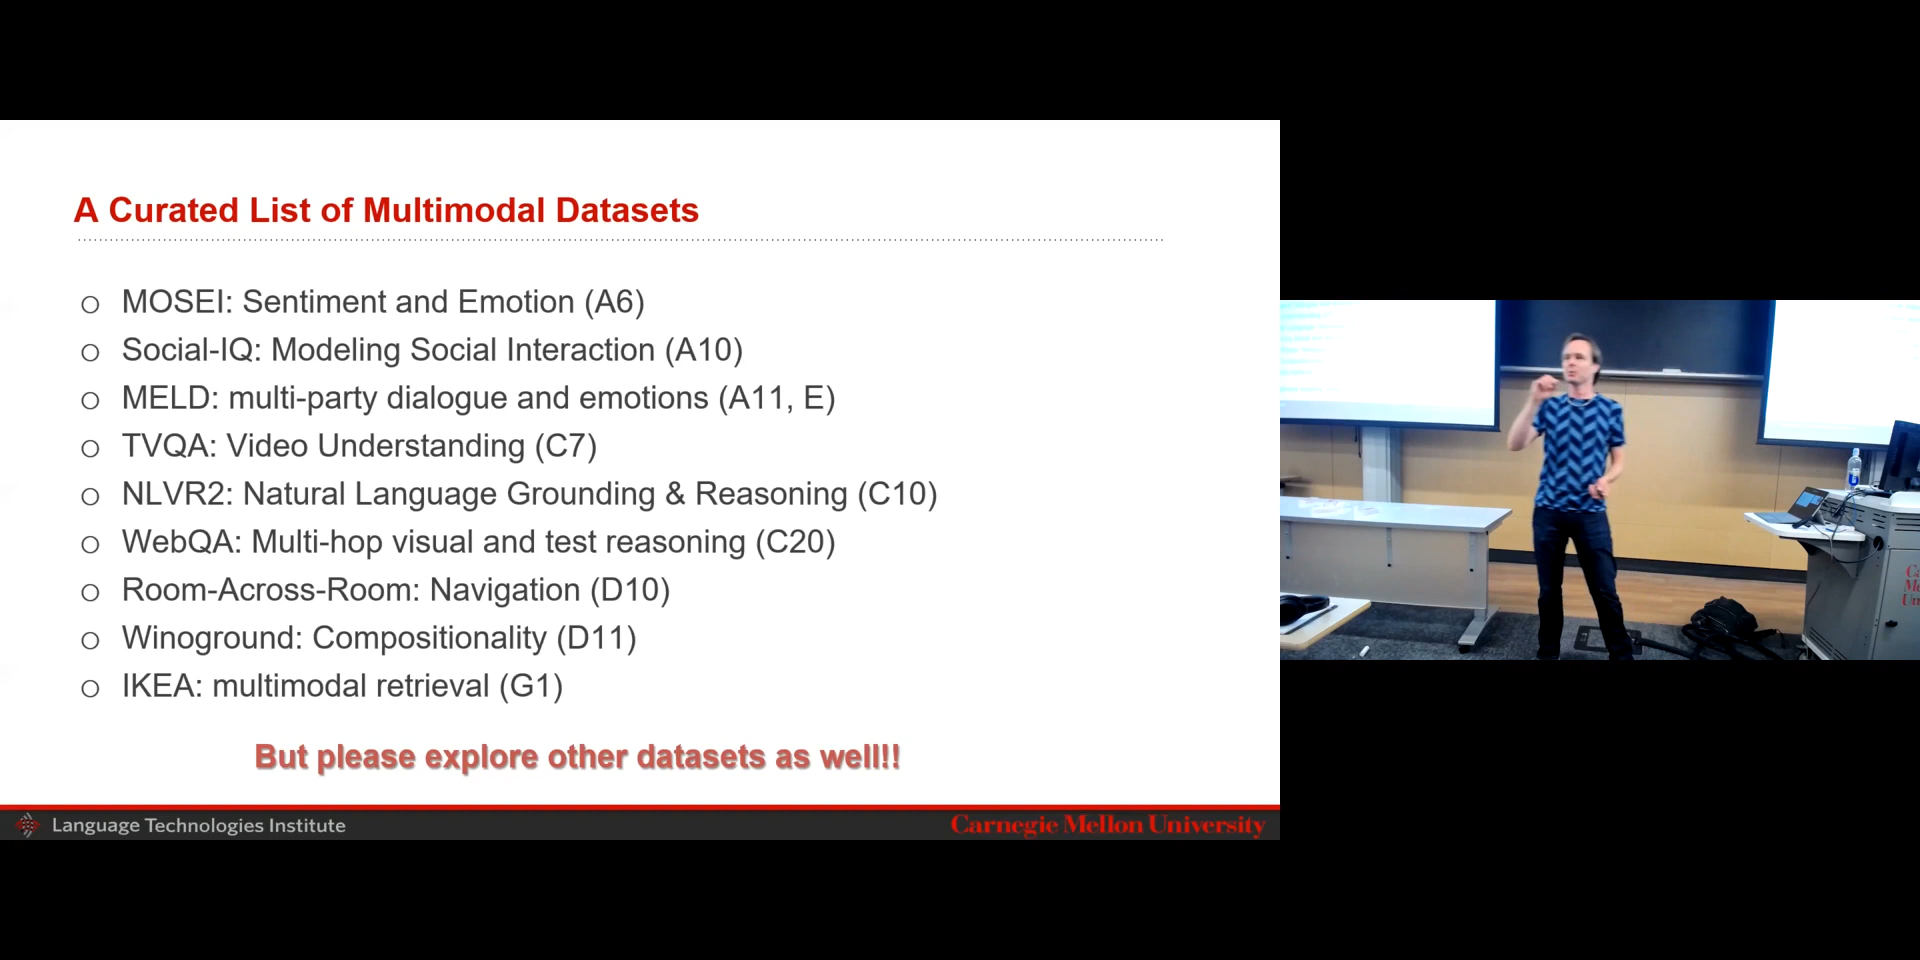 A Curated List of Multimodal Datasets
MOSEI: Sentiment and Emotion (A6)
Social-IQ: Modeling Social Interaction (A10)
MELD: multi-party dialogue and emotions (A11, E)
TVQA: Video Understanding (C7)
NLVR2: Natural Language Grounding & Reasoning (C10)
WebQA: Multi-hop visual and test reasoning (C20)
Room-Across-Room: Navigation (D10)
Winoground: Compositionality (D11)
IKEA: multimodal retrieval (G1)
But please explore other datasets as well!!
Language Technologies Institute
Carnegie Mellon University